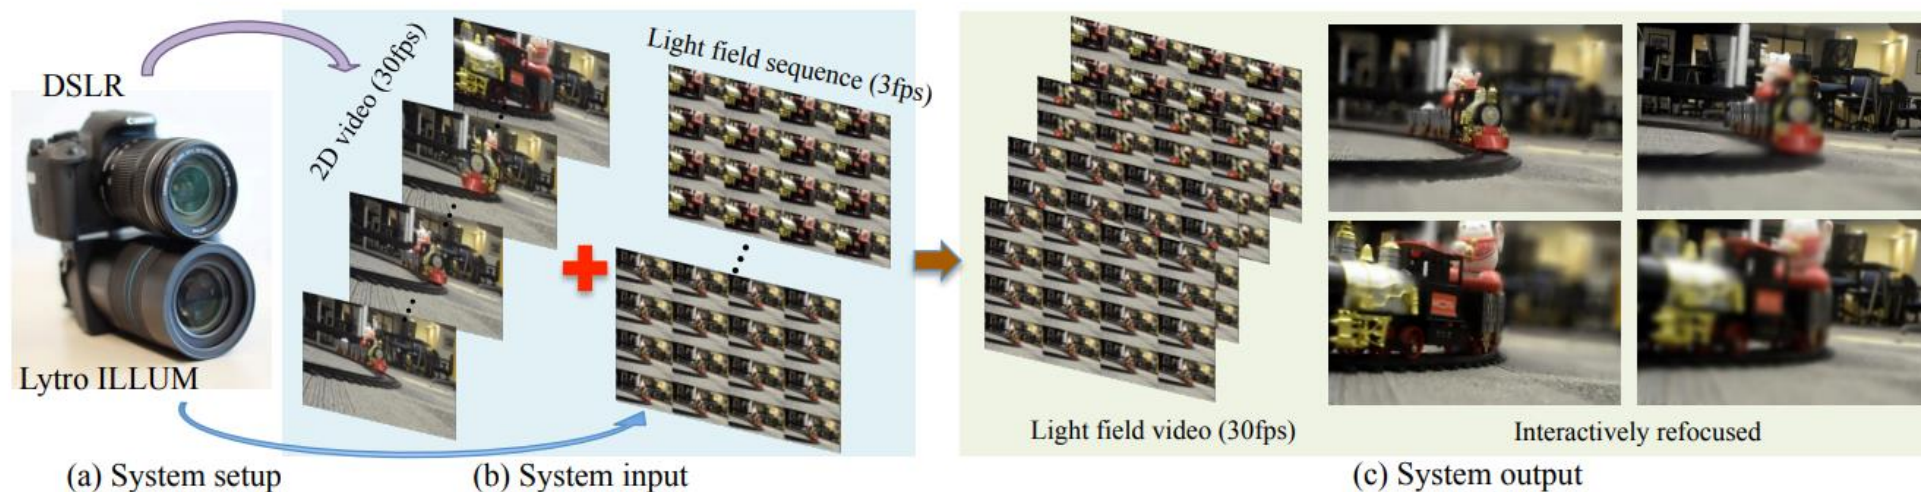 DSLR
Lytro ILLUM
(a) System setup
2D video (30fps)
Light field sequence (3fps)
(b) System input
Light field video (30fps)
Interactively refocused
(c) System output